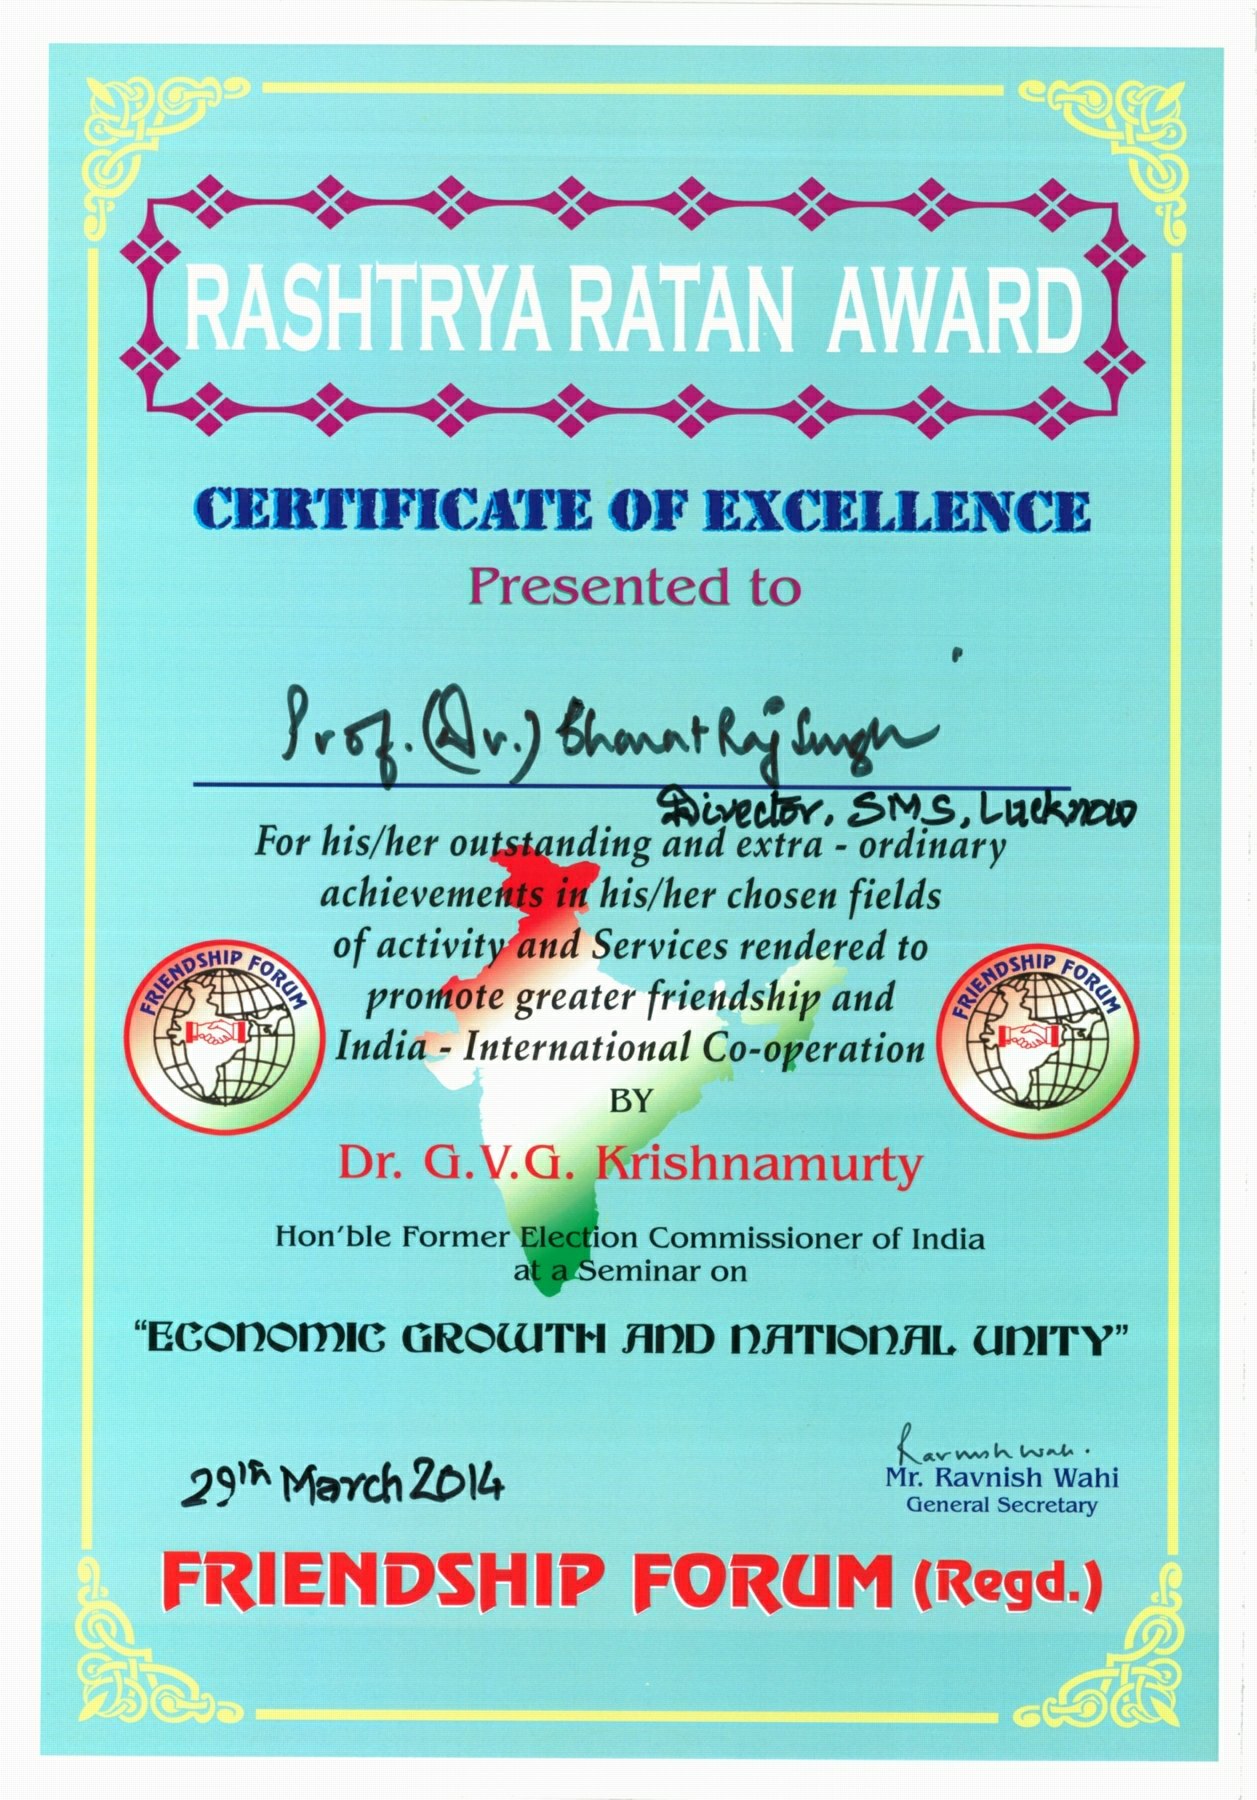 RASHTRYA RATAN AWARD
CERTIFICATE OF EXCELLENCE
Presented to
Prof. (Dr.) Bharat Raj Singh
Director, SMS, Lucknow
For his/her outstanding and extra - ordinary
achievements in his/her chosen fields
of activity and Services rendered to
promote greater friendship and
India - International Co-operation
FRIENDSHIP FORUM
FRIENDSHIP FORUM
BY
Dr. G.V.G. Krishnamurty
Hon'ble Former Election Commissioner of India
at a Seminar on
"ECONOMIC GROWTH AND NATIONAL UNITY"
29th March 2014
Ravnish Wahi.
Mr. Ravnish Wahi
General Secretary
FRIENDSHIP FORUM (Regd.)